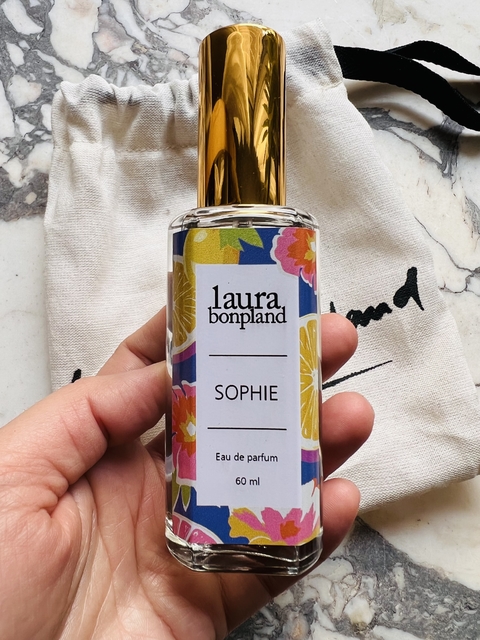 laura
bonpland
SOPHIE
Eau de parfum
60 ml